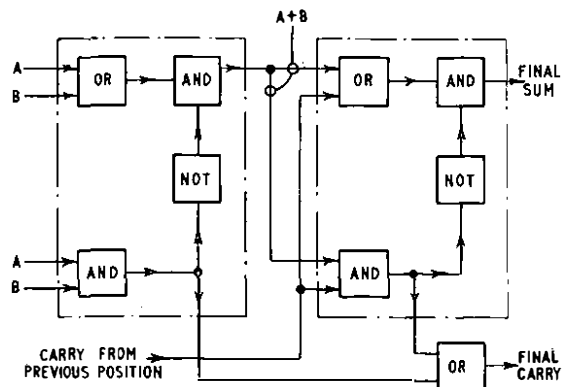 A+B
A
B
OR
AND
OR
AND
FINAL
SUM
NOT
NOT
A
B
AND
AND
CARRY FROM
PREVIOUS POSITION
OR
FINAL
CARRY